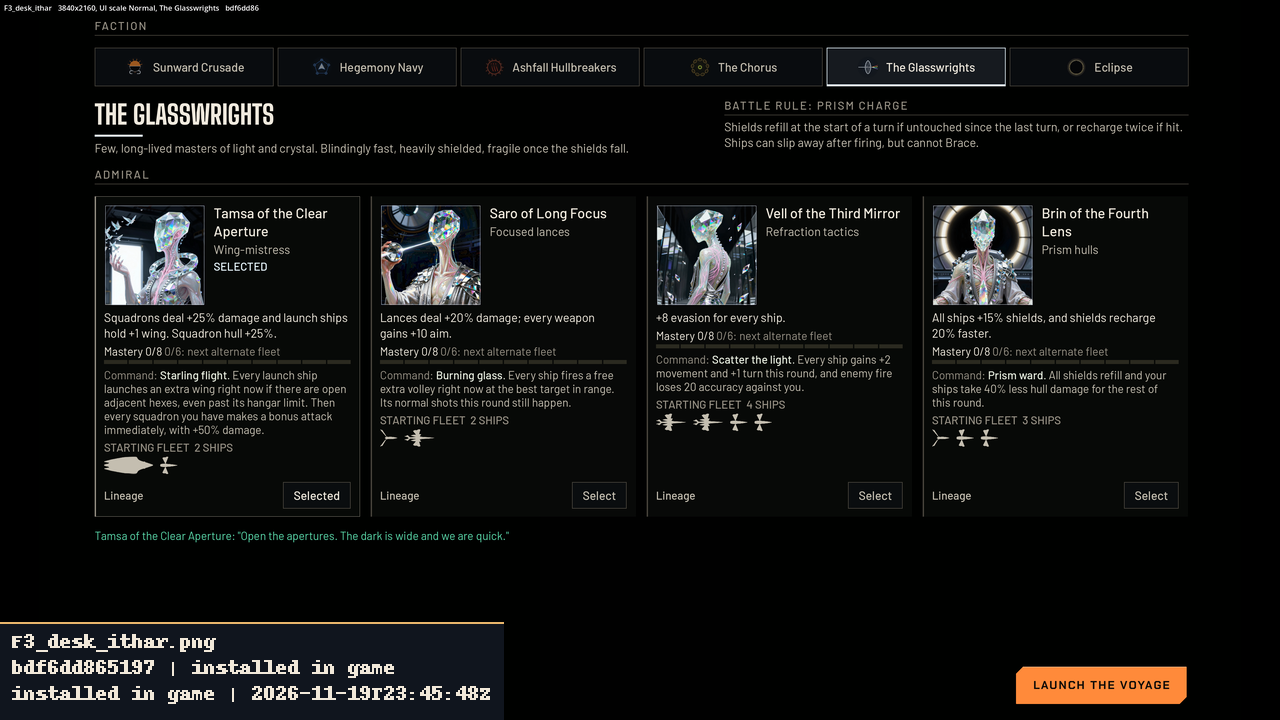 F3_desk_ithar 3840x2160, UI scale Normal, The Glasswrights bdf6dd86
FACTION
Sunward Crusade
Hegemony Navy
Ashfall Hullbreakers
The Chorus
The Glasswrights
Eclipse
THE GLASSWRIGHTS
Few, long-lived masters of light and crystal. Blindingly fast, heavily shielded, fragile once the shields fall.
BATTLE RULE: PRISM CHARGE
Shields refill at the start of a turn if untouched since the last turn, or recharge twice if hit.
Ships can slip away after firing, but cannot Brace.
ADMIRAL
Tamsa of the Clear
Aperture
Wing-mistress
SELECTED
Squadrons deal +25% damage and launch ships
hold +1 wing. Squadron hull +25%.
Mastery 0/8 0/6: next alternate fleet
Command: Starling flight. Every launch ship
launches an extra wing right now if there are open
adjacent hexes, even past its hangar limit. Then
every squadron you have makes a bonus attack
immediately, with +50% damage.
STARTING FLEET 2 SHIPS
Lineage
Selected
Saro of Long Focus
Focused lances
Lances deal +20% damage; every weapon
gains +10 aim.
Mastery 0/8 0/6: next alternate fleet
Command: Burning glass. Every ship fires a free
extra volley right now at the best target in range.
Its normal shots this round still happen.
STARTING FLEET 2 SHIPS
Lineage
Select
Vell of the Third Mirror
Refraction tactics
+8 evasion for every ship.
Mastery 0/8 0/6: next alternate fleet
Command: Scatter the light. Every ship gains +2
movement and +1 turn this round, and enemy fire
loses 20 accuracy against you.
STARTING FLEET 4 SHIPS
Lineage
Select
Brin of the Fourth
Lens
Prism hulls
All ships +15% shields, and shields recharge
20% faster.
Mastery 0/8 0/6: next alternate fleet
Command: Prism ward. All shields refill and your
ships take 40% less hull damage for the rest of
this round.
STARTING FLEET 3 SHIPS
Lineage
Select
Tamsa of the Clear Aperture: "Open the apertures. The dark is wide and we are quick."
F3_desk_ithar.png
bdf6dd865197 | installed in game
installed in game | 2026-11-19T23:45:48Z
LAUNCH THE VOYAGE